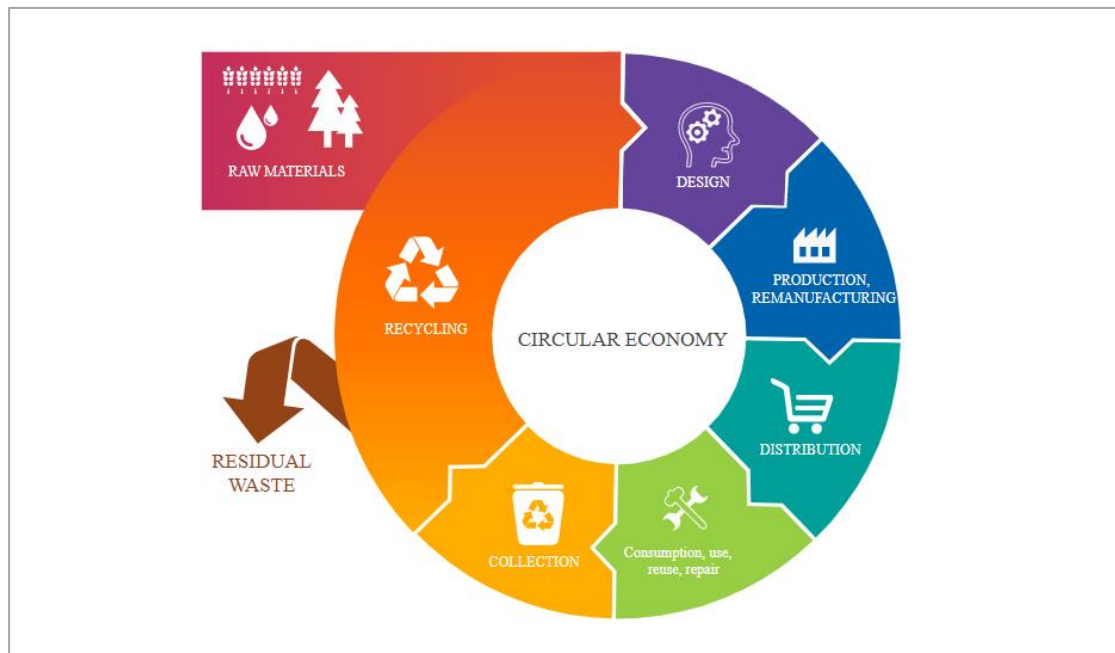 RAW MATERIALS
DESIGN
PRODUCTION,
REMANUFACTURING
RECYCLING
CIRCULAR ECONOMY
DISTRIBUTION
RESIDUAL
WASTE
COLLECTION
Consumption, use,
reuse, repair